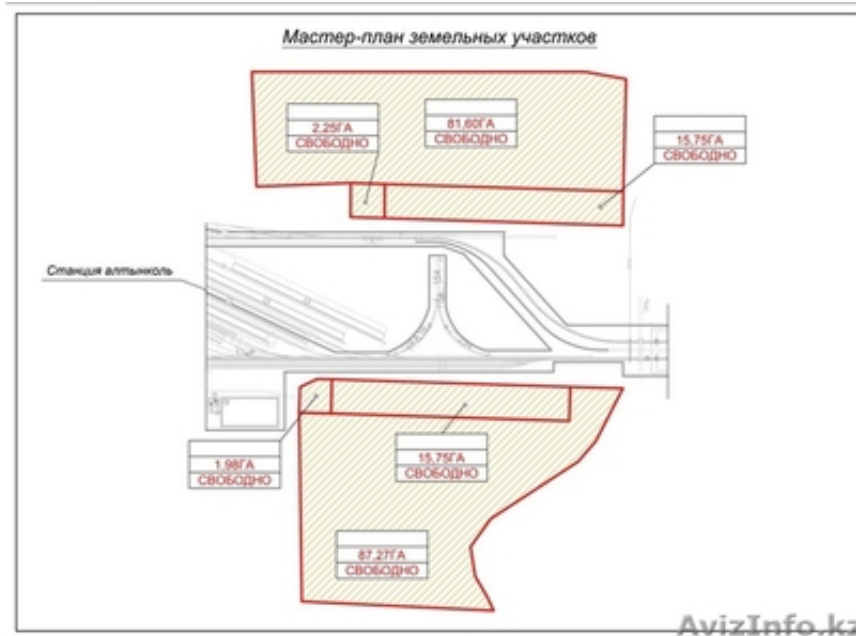 Мастер-план земельных участков
2,25ГА
СВОБОДНО
81,60ГА
СВОБОДНО
15,75ГА
СВОБОДНО
Станция алтынколь
1,98ГА
СВОБОДНО
15,75ГА
СВОБОДНО
87,27ГА
СВОБОДНО
AvizInfo.kz